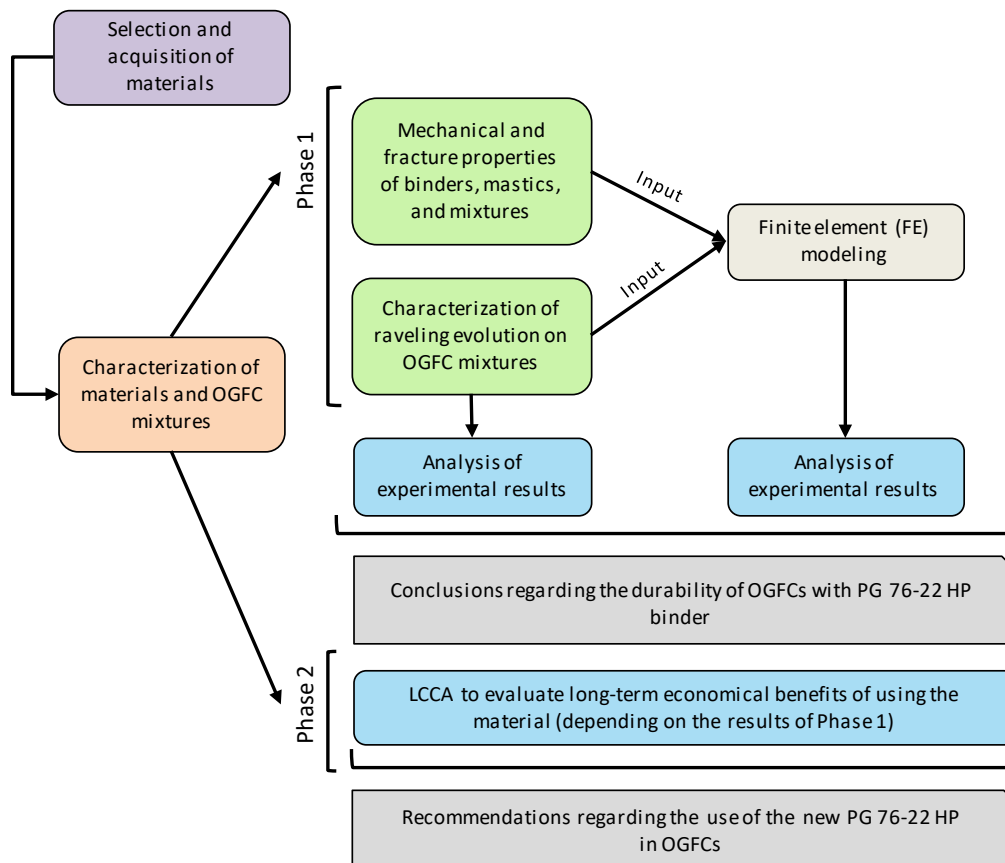 Selection and
acquisition of
materials
Phase 1
Mechanical and
fracture properties
of binders, mastics,
and mixtures
Input
Finite element (FE)
modeling
Input
Characterization of
raveling evolution on
OGFC mixtures
Characterization of
materials and OGFC
mixtures
Analysis of
experimental results
Analysis of
experimental results
Conclusions regarding the durability of OGFCs with PG 76-22 HP
binder
Phase 2
LCCA to evaluate long-term economical benefits of using the
material (depending on the results of Phase 1)
Recommendations regarding the use of the new PG 76-22 HP
in OGFCs